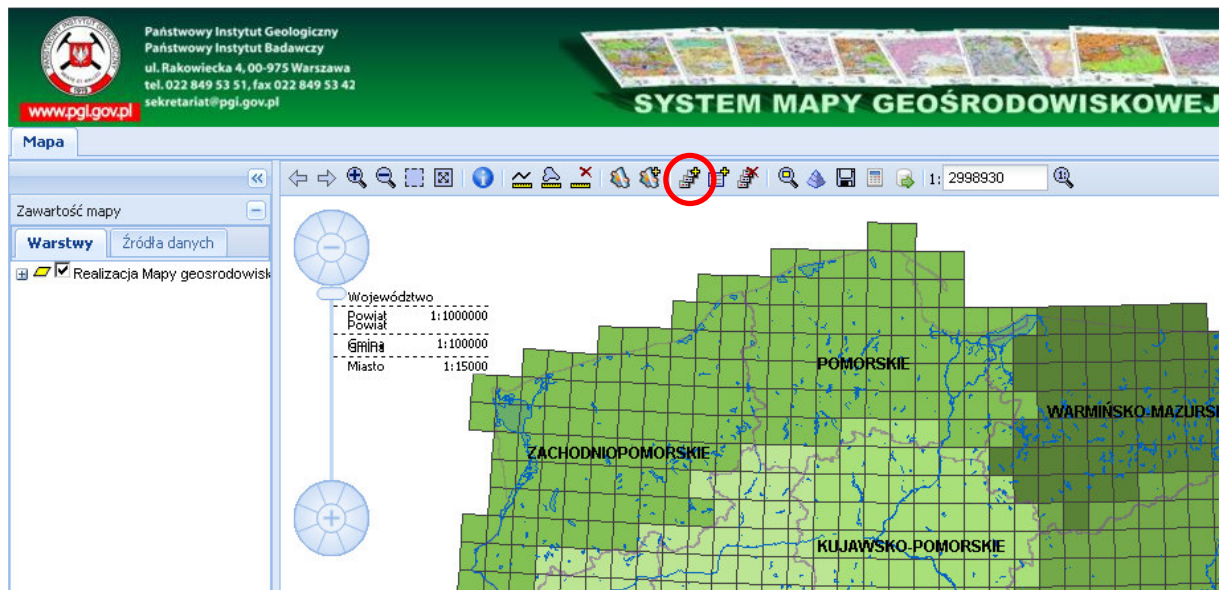 Państwowy Instytut Geologiczny
Państwowy Instytut Badawczy
ul. Rakowiecka 4, 00-975 Warszawa
tel. 022 849 53 51, fax 022 849 53 42
sekretariat@pgi.gov.pl
www.pgi.gov.pl
SYSTEM MAPY GEOŚRODOWISKOWEJ
Mapa
1: 2998930
Zawartość mapy
Warstwy Źródła danych
Realizacja Mapy geosrodowisk
Województwo
Powiat 1:1000000
Powiat
Gmina 1:100000
Miasto 1:15000
POMORSKIE
WARMIŃSKO-MAZURS
ZACHODNIOPOMORSKIE
KUJAWSKO-POMORSKIE